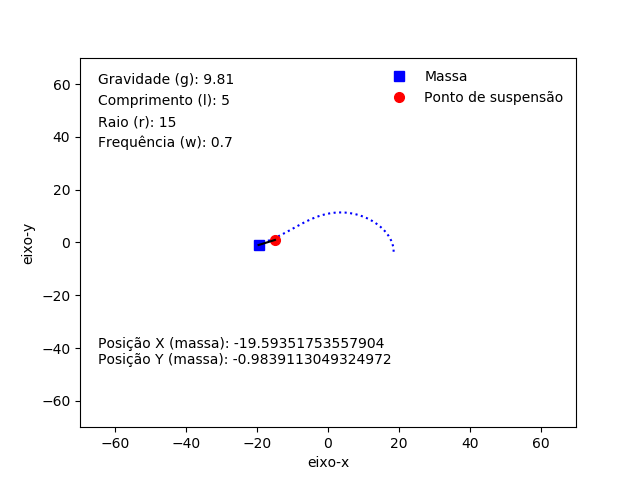 Gravidade (g): 9.81
Comprimento (l): 5
Raio (r): 15
Frequência (w): 0.7
Massa
Ponto de suspensão
60
40
20
0
−20
−40
−60
eixo-y
Posição X (massa): -19.59351753557904
Posição Y (massa): -0.9839113049324972
−60
−40
−20
0
20
40
60
eixo-x